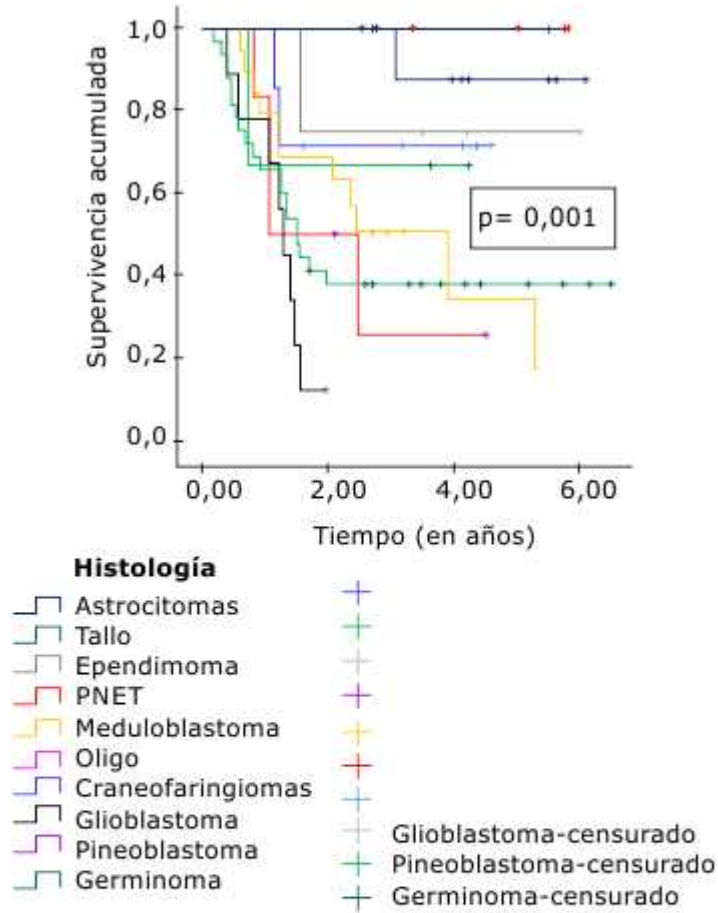 1,0
0,8
0,6
0,4
0,2
0,0
Supervivencia acumulada
p= 0,001
0,00 2,00 4,00 6,00
Tiempo (en años)
Histología
Astrocitomas
Tallo
Ependimoma
PNET
Meduloblastoma
Oligo
Craneofaringiomas
Glioblastoma
Pineoblastoma
Germinoma
Glioblastoma-censurado
Pineoblastoma-censurado
Germinoma-censurado